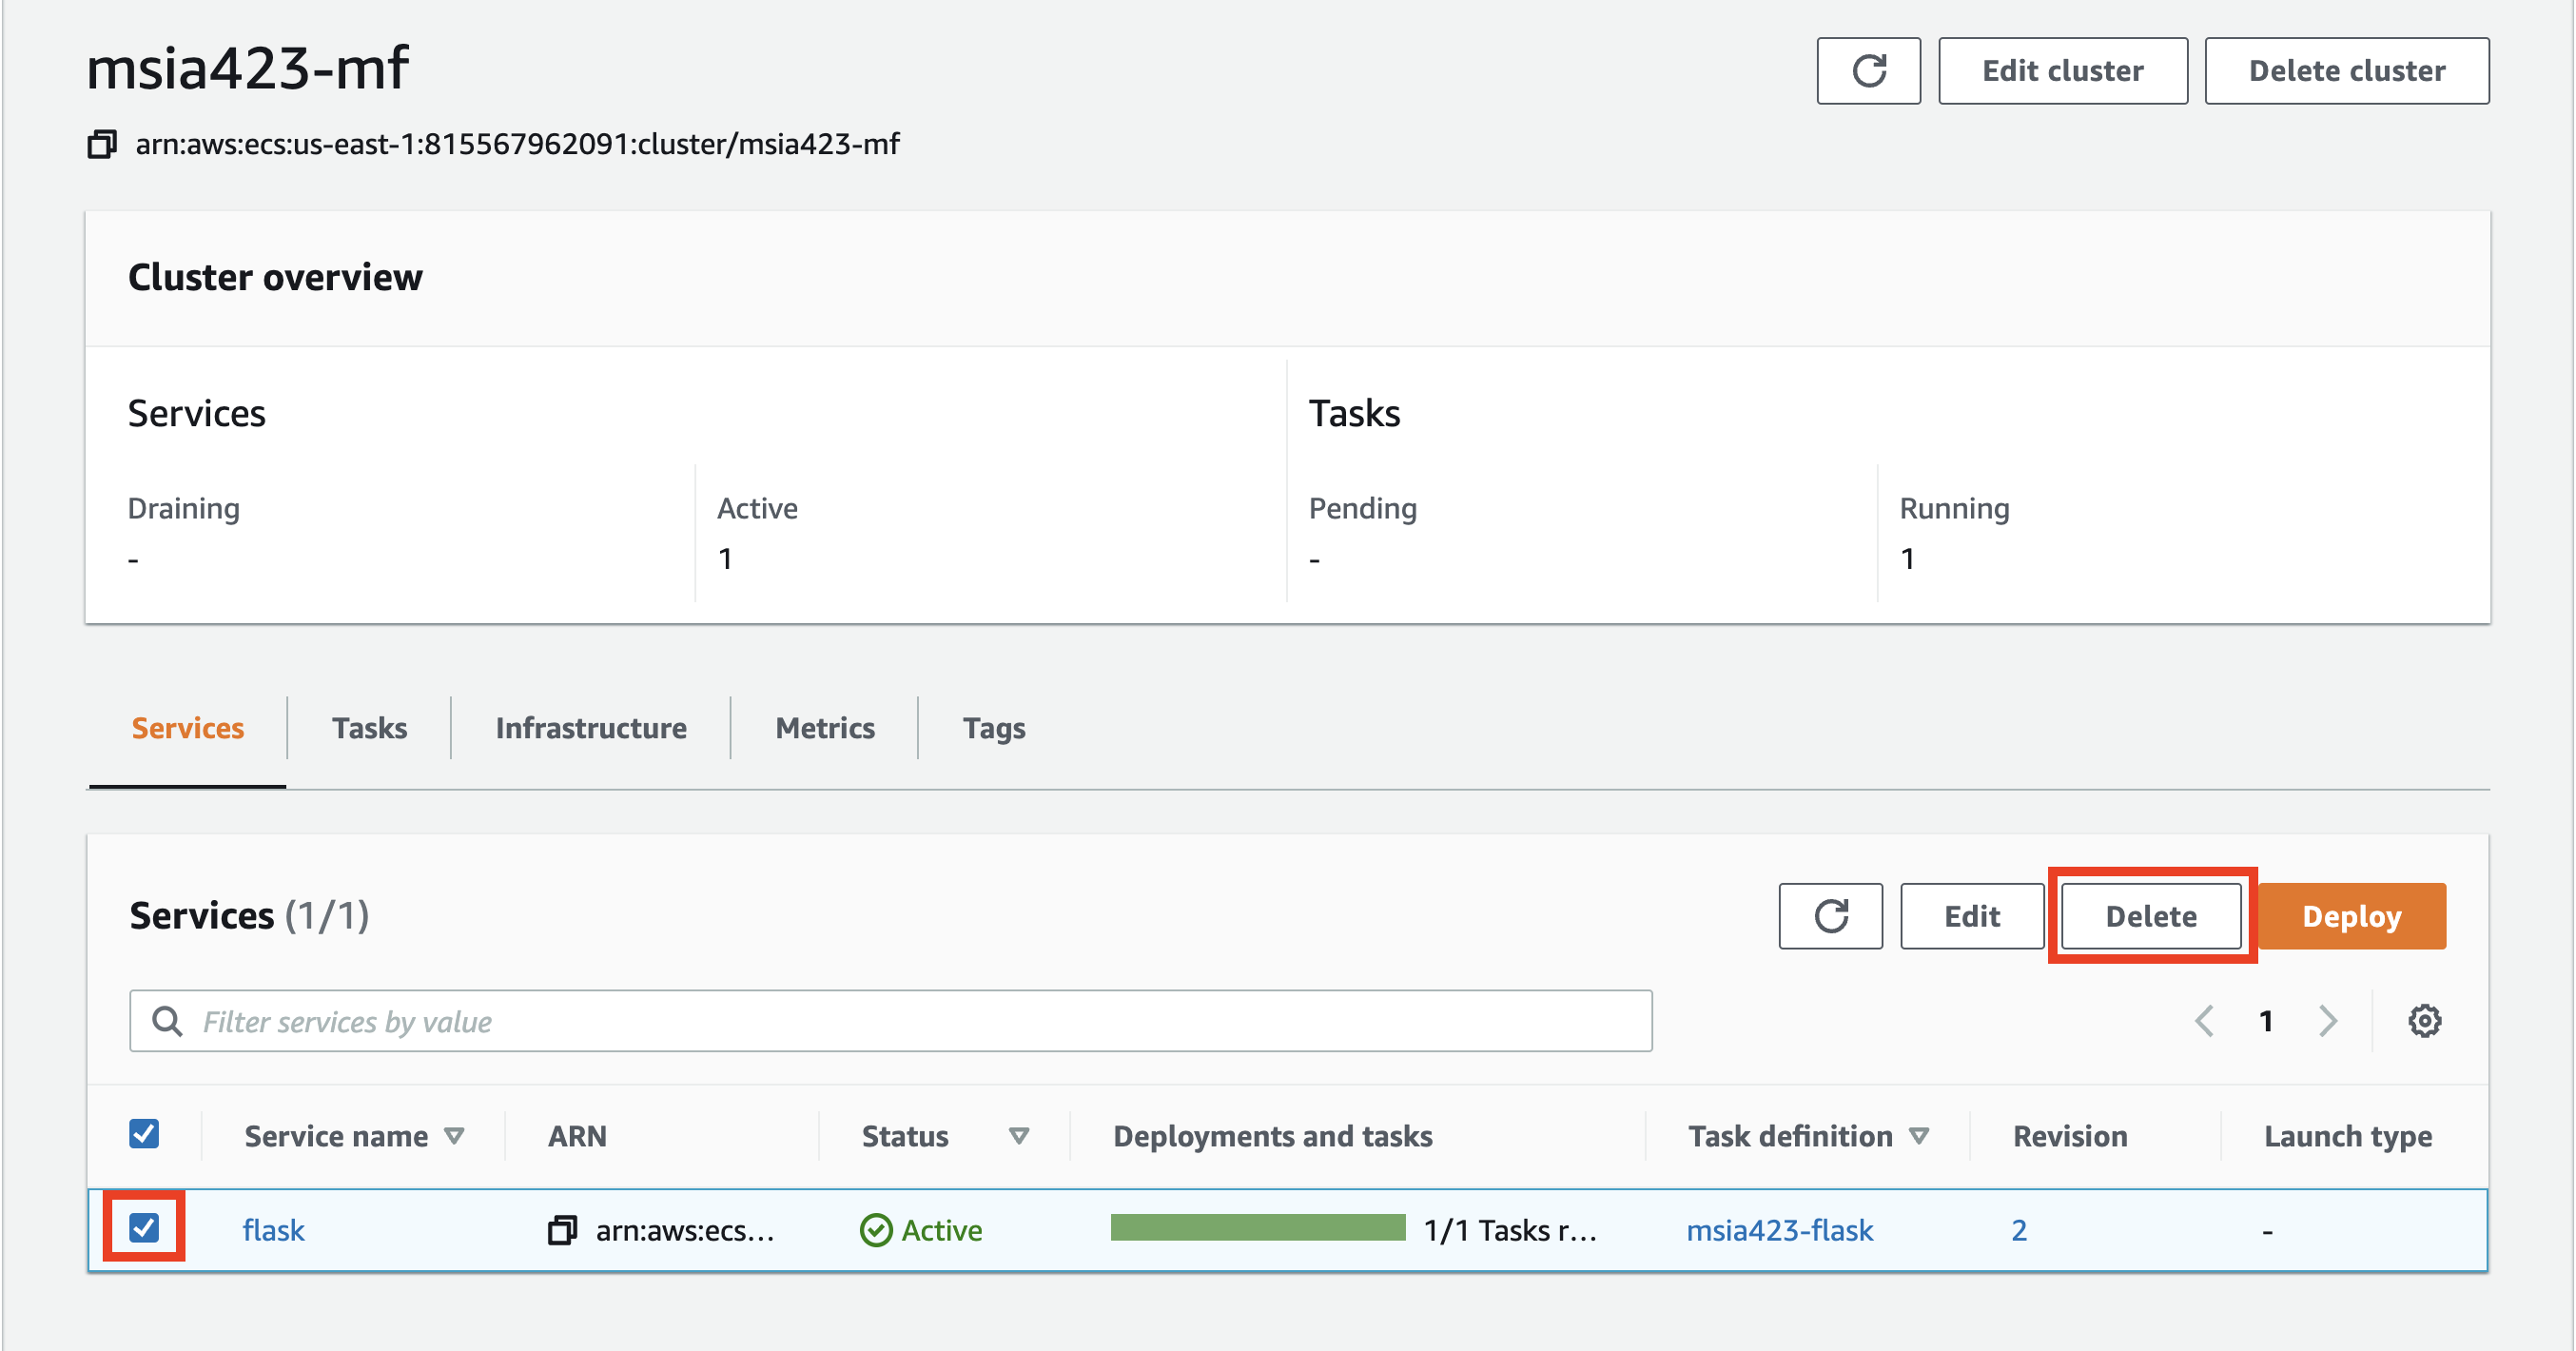 msia423-mf
Edit cluster
Delete cluster
arn:aws:ecs:us-east-1:815567962091:cluster/msia423-mf
Cluster overview
Services
Tasks
Draining
Active
Pending
Running
-
1
-
1
Services
Tasks
Infrastructure
Metrics
Tags
Services (1/1)
Edit
Delete
Deploy
Filter services by value
1
Service name
ARN
Status
Deployments and tasks
Task definition
Revision
Launch type
flask
arn:aws:ecs...
Active
1/1 Tasks r...
msia423-flask
2
-